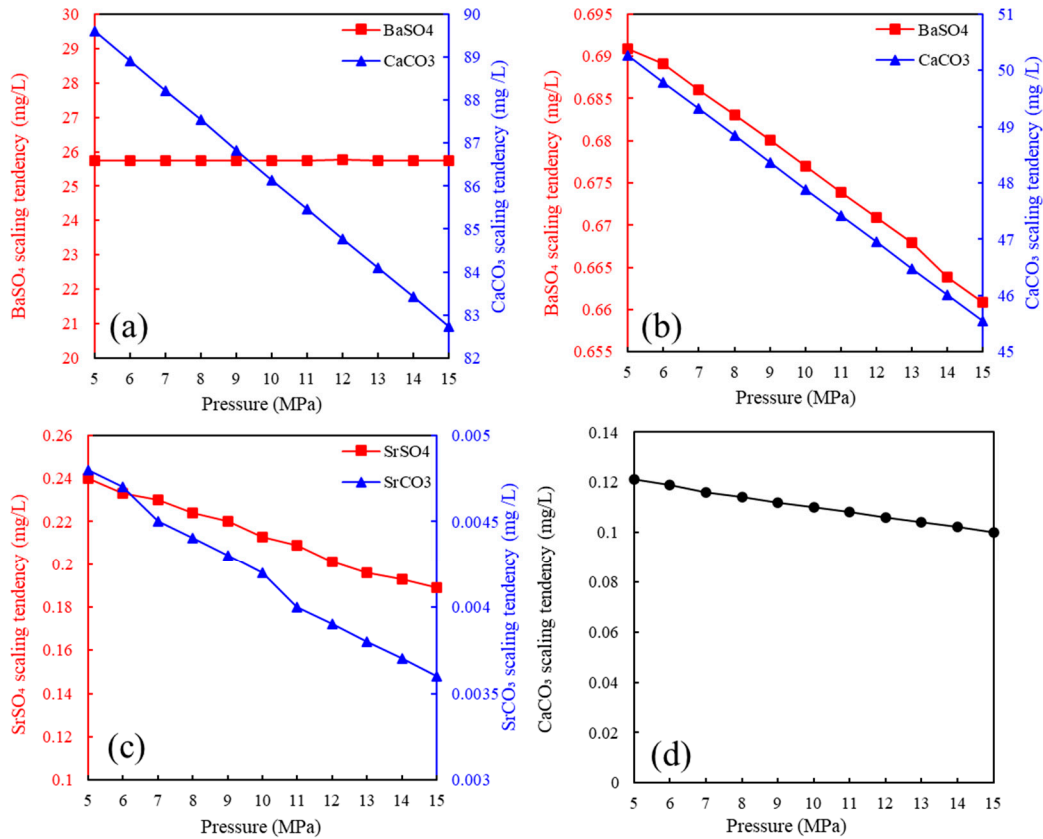 BaSO₄ scaling tendency (mg/L)
30
29
28
27
26
25
24
23
22
21
20
BaSO4
CaCO3
(a)
90
89
88
87
86
85
84
83
82
CaCO₃ scaling tendency (mg /L)
5 6 7 8 9 10 11 12 13 14 15
Pressure (MPa)
BaSO₄ scaling tendency (mg/L)
0.695
0.69
0.685
0.68
0.675
0.67
0.665
0.66
0.655
BaSO4
CaCO3
(b)
51
50
49
48
47
46
45
CaCO₃ scaling tendency (mg /L)
5 6 7 8 9 10 11 12 13 14 15
Pressure (MPa)
SrSO₄ scaling tendency (mg/L)
0.26
0.24
0.22
0.2
0.18
0.16
0.14
0.12
0.1
SrSO4
SrCO3
(c)
0.005
0.0045
0.004
0.0035
0.003
SrCO₃ scaling tendency (mg /L)
5 6 7 8 9 10 11 12 13 14 15
Pressure (MPa)
CaCO₃ scaling tendency (mg/L)
0.14
0.12
0.1
0.08
0.06
0.04
0.02
0
(d)
5 6 7 8 9 10 11 12 13 14 15
Pressure (MPa)